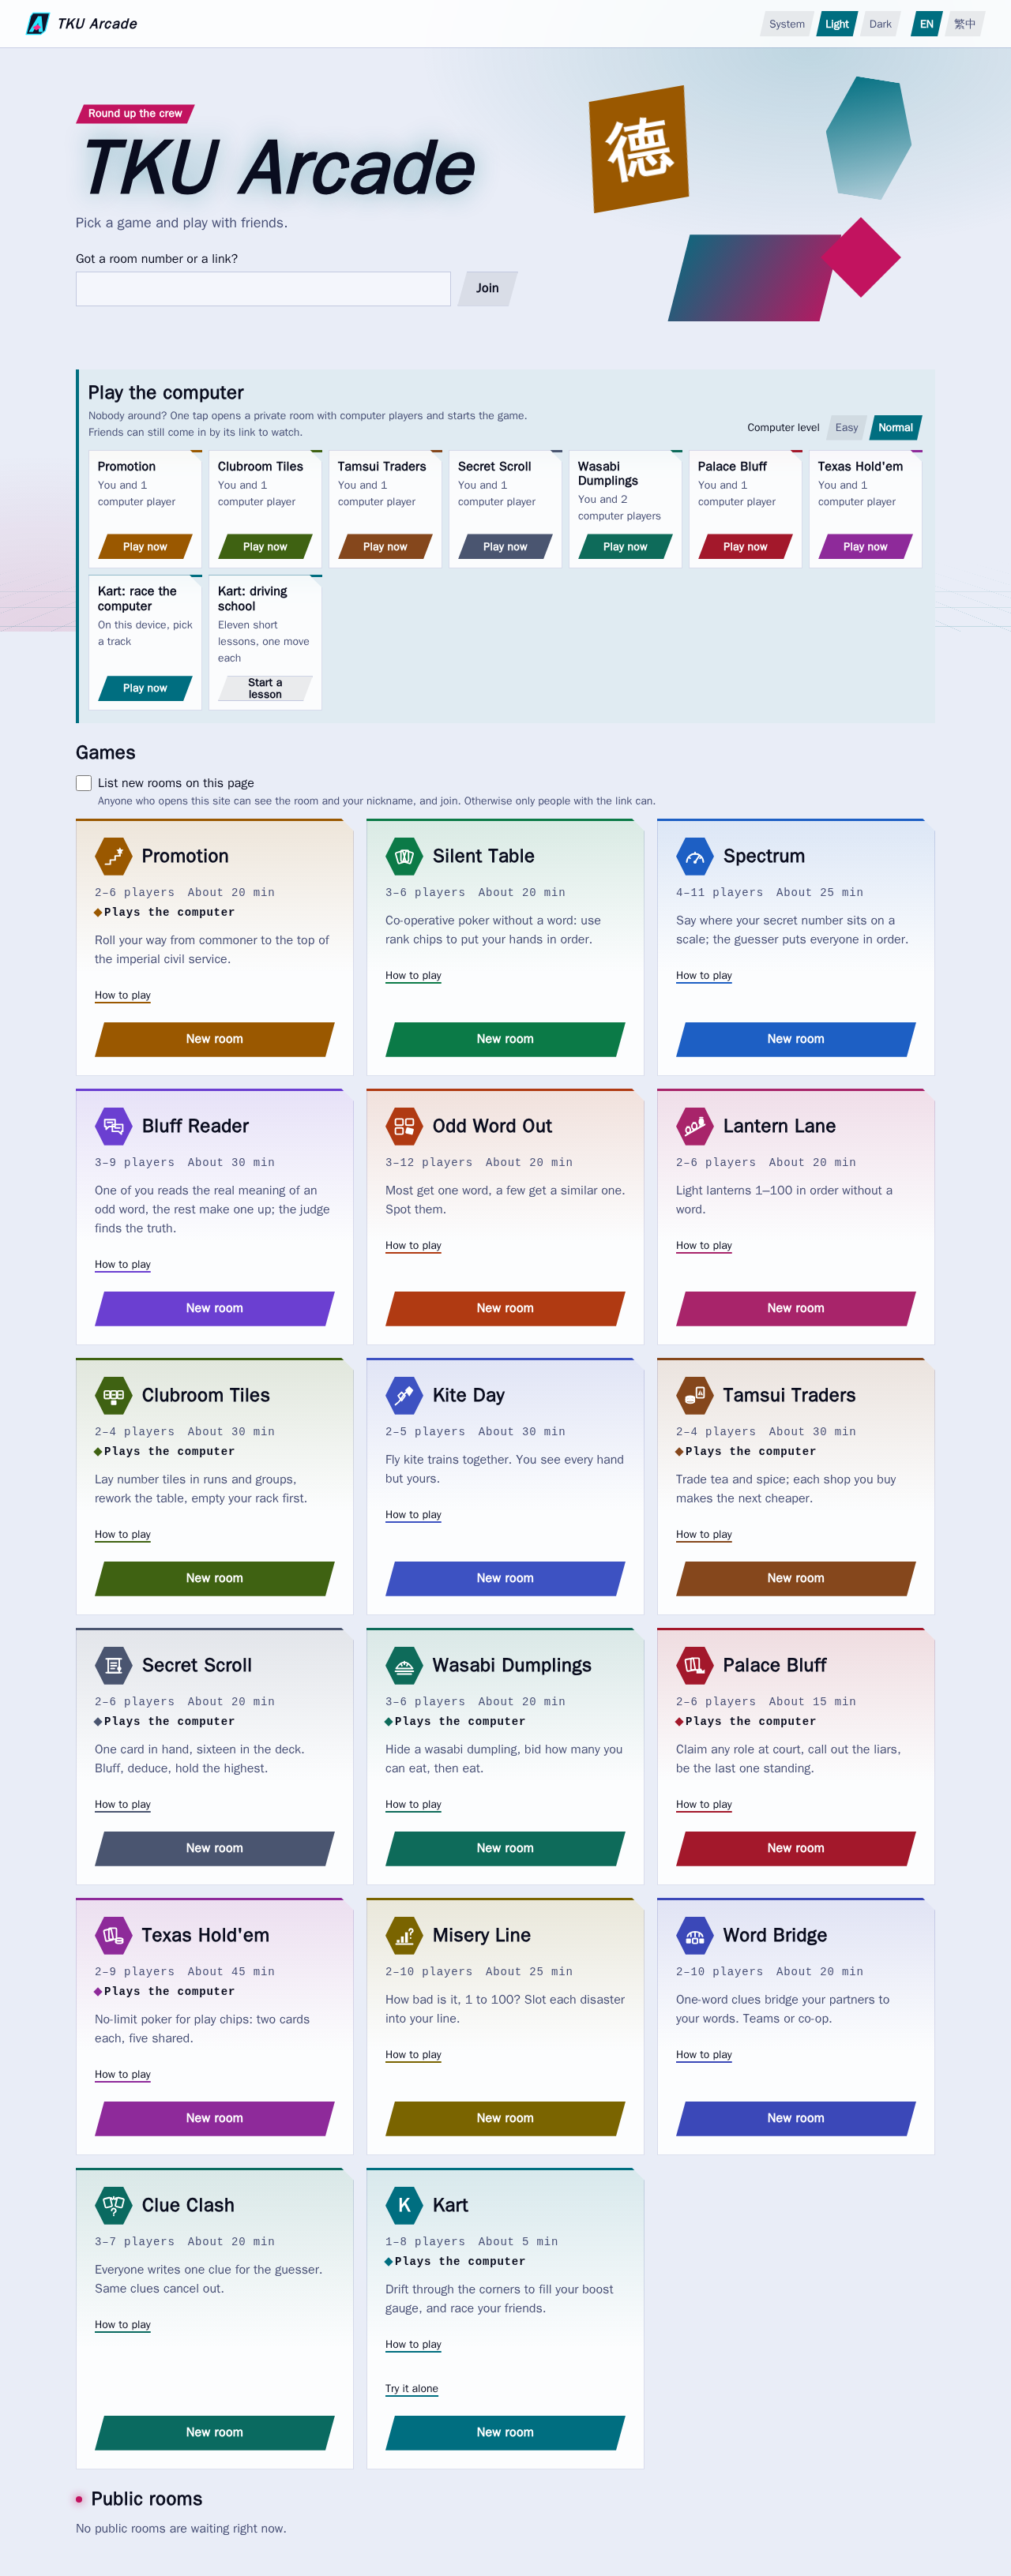 TKU Arcade
System Light Dark EN 繁中
Round up the crew
TKU Arcade
德
Pick a game and play with friends.
Got a room number or a link?
Join
Play the computer
Nobody around? One tap opens a private room with computer players and starts the game.
Friends can still come in by its link to watch.
Computer level Easy Normal
Promotion
You and 1
computer player
Play now
Clubroom Tiles
You and 1
computer player
Play now
Tamsui Traders
You and 1
computer player
Play now
Secret Scroll
You and 1
computer player
Play now
Wasabi
Dumplings
You and 2
computer players
Play now
Palace Bluff
You and 1
computer player
Play now
Texas Hold'em
You and 1
computer player
Play now
Kart: race the
computer
On this device, pick
a track
Play now
Kart: driving
school
Eleven short
lessons, one move
each
Start a
lesson
Games
List new rooms on this page
Anyone who opens this site can see the room and your nickname, and join. Otherwise only people with the link can.
Promotion
2–6 players About 20 min
Plays the computer
Roll your way from commoner to the top of
the imperial civil service.
How to play
New room
Silent Table
3–6 players About 20 min
Co-operative poker without a word: use
rank chips to put your hands in order.
How to play
New room
Spectrum
4–11 players About 25 min
Say where your secret number sits on a
scale; the guesser puts everyone in order.
How to play
New room
Bluff Reader
3–9 players About 30 min
One of you reads the real meaning of an
odd word, the rest make one up; the judge
finds the truth.
How to play
New room
Odd Word Out
3–12 players About 20 min
Most get one word, a few get a similar one.
Spot them.
How to play
New room
Lantern Lane
2–6 players About 20 min
Light lanterns 1–100 in order without a
word.
How to play
New room
Clubroom Tiles
2–4 players About 30 min
Plays the computer
Lay number tiles in runs and groups,
rework the table, empty your rack first.
How to play
New room
Kite Day
2–5 players About 30 min
Fly kite trains together. You see every hand
but yours.
How to play
New room
Tamsui Traders
2–4 players About 30 min
Plays the computer
Trade tea and spice; each shop you buy
makes the next cheaper.
How to play
New room
Secret Scroll
2–6 players About 20 min
Plays the computer
One card in hand, sixteen in the deck.
Bluff, deduce, hold the highest.
How to play
New room
Wasabi Dumplings
3–6 players About 20 min
Plays the computer
Hide a wasabi dumpling, bid how many you
can eat, then eat.
How to play
New room
Palace Bluff
2–6 players About 15 min
Plays the computer
Claim any role at court, call out the liars,
be the last one standing.
How to play
New room
Texas Hold'em
2–9 players About 45 min
Plays the computer
No-limit poker for play chips: two cards
each, five shared.
How to play
New room
Misery Line
2–10 players About 25 min
How bad is it, 1 to 100? Slot each disaster
into your line.
How to play
New room
Word Bridge
2–10 players About 20 min
One-word clues bridge your partners to
your words. Teams or co-op.
How to play
New room
Clue Clash
3–7 players About 20 min
Everyone writes one clue for the guesser.
Same clues cancel out.
How to play
New room
K Kart
1–8 players About 5 min
Plays the computer
Drift through the corners to fill your boost
gauge, and race your friends.
How to play
Try it alone
New room
Public rooms
No public rooms are waiting right now.